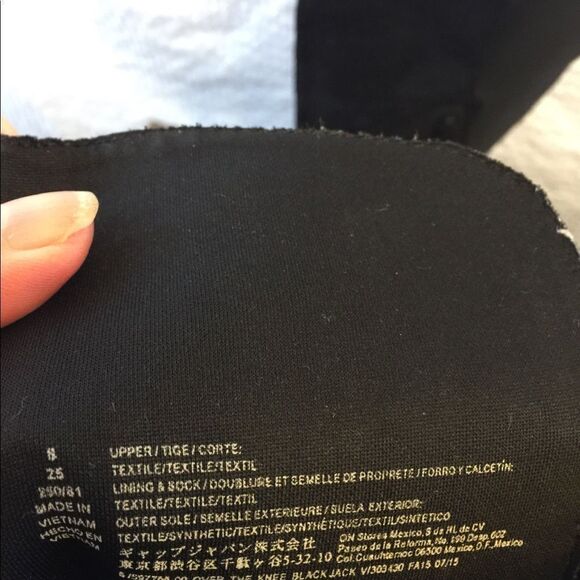 8
25
250/81
MADE IN
VIETNAM
HECHO EN
VIETNAM
UPPER / TIGE / CORTE:
TEXTILE/TEXTILE/TEXTIL
LINING & SOCK / DOUBLURE ET SEMELLE DE PROPRETE / FORRO Y CALCETÍN:
TEXTILE/TEXTILE/TEXTIL
OUTER SOLE / SEMELLE EXTERIEURE / SUELA EXTERIOR:
TEXTILE/SYNTHETIC/TEXTILE/SYNTHÉTIQUE/TEXTIL/SINTETICO
ギャップジャパン株式会社
東京都渋谷区千駄ヶ谷5-32-10
ON Stores Mexico, S de RL de CV
Paseo de la Reforma, No. 299 Desp. 602
Col. Cuauhtemoc 06500 Mexico, D.F., Mexico
OVER THE KNEE BLACK JACK V/303430 FA15 07/15